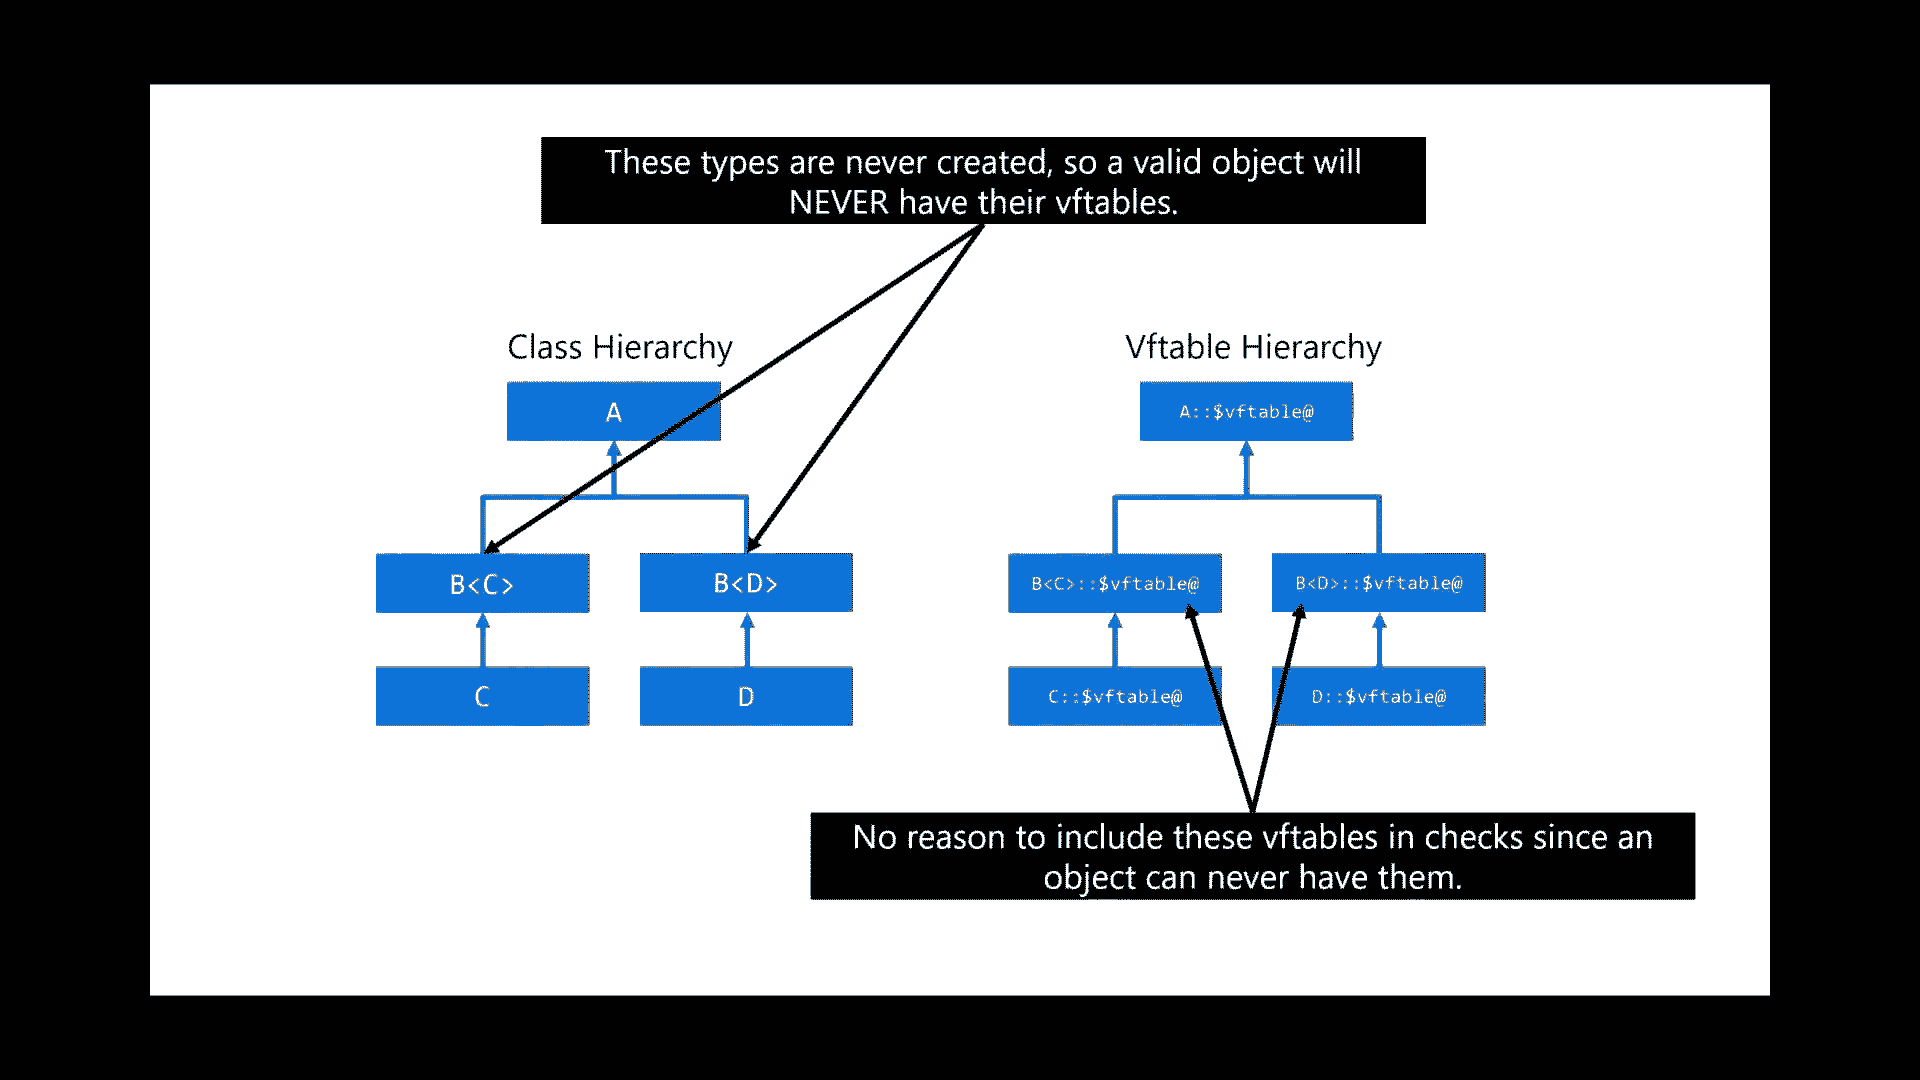 These types are never created, so a valid object will
NEVER have their vftables.
Class Hierarchy
Vftable Hierarchy
A
A::$vftable@
B<C>
B<D>
B<C>::$vftable@
B<D>::$vftable@
C
D
C::$vftable@
D::$vftable@
No reason to include these vftables in checks since an
object can never have them.